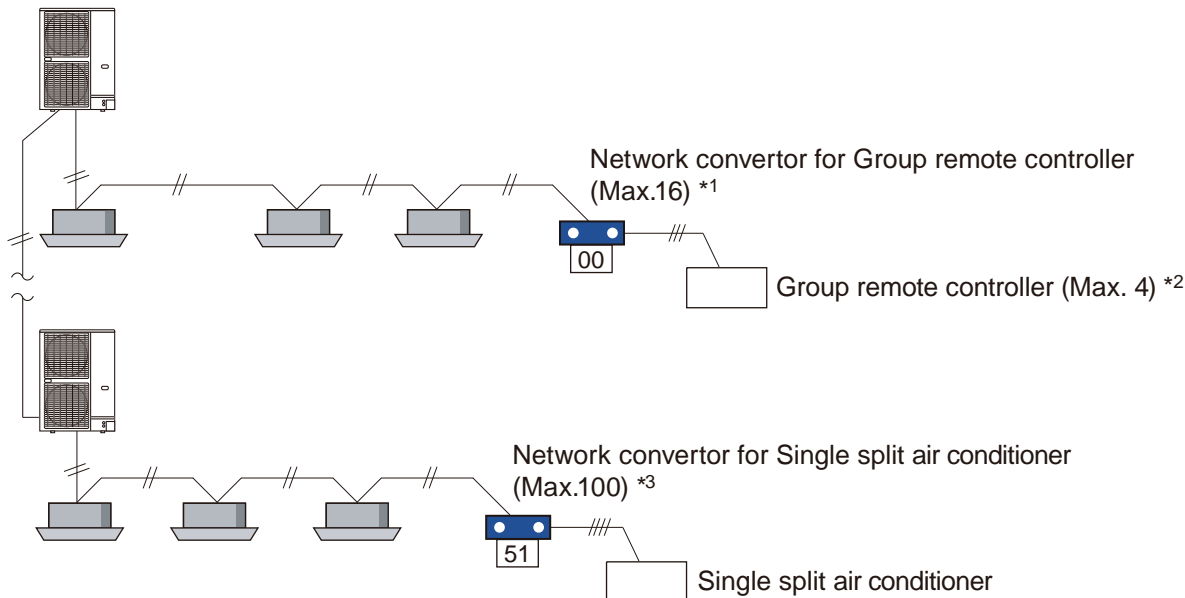 Network convertor for Group remote controller
(Max.16) *1
00
Group remote controller (Max. 4) *2
Network convertor for Single split air conditioner
(Max.100) *3
51
Single split air conditioner